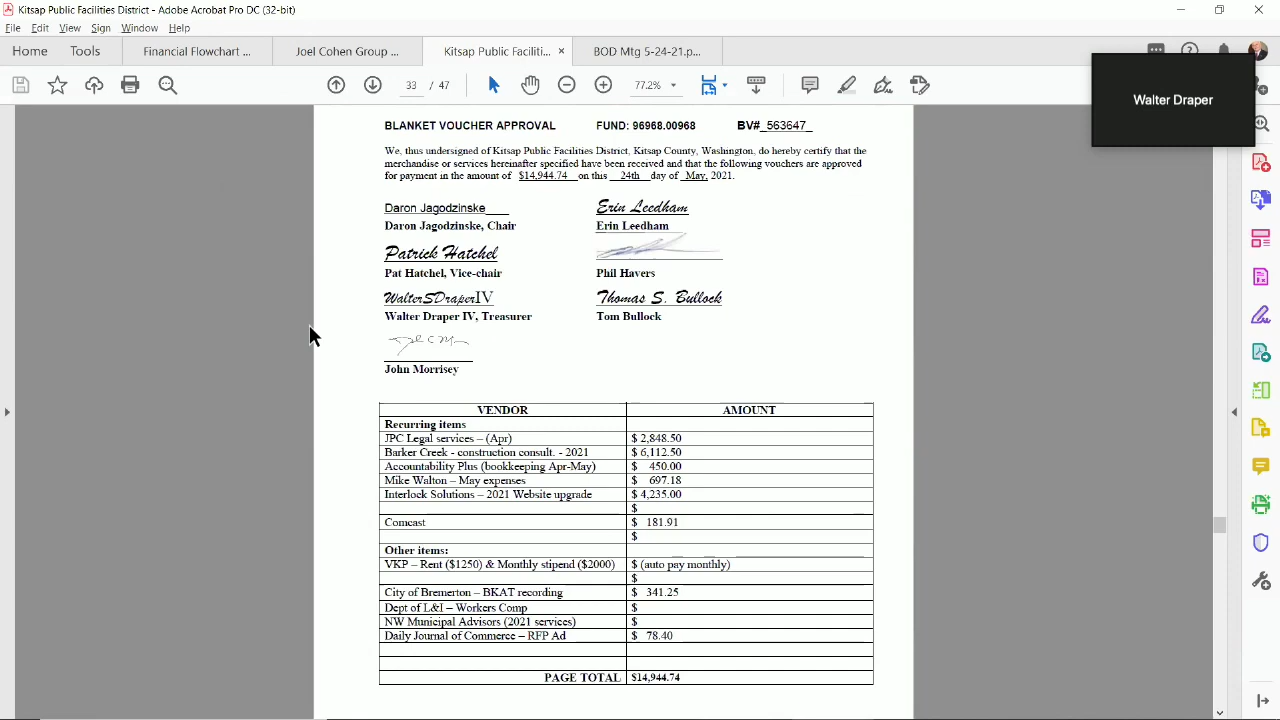 Kitsap Public Facilities District - Adobe Acrobat Pro DC (32-bit)
File Edit View Sign Window Help
Home Tools Financial Flowchart ... Joel Cohen Group ... Kitsap Public Faciliti... × BOD Mtg 5-24-21.p...
33 / 47 77.2%
Walter Draper
BLANKET VOUCHER APPROVAL FUND: 96968.00968 BV#_563647_
We, thus undersigned of Kitsap Public Facilities District, Kitsap County, Washington, do hereby certify that the
merchandise or services hereinafter specified have been received and that the following vouchers are approved
for payment in the amount of $14,944.74 on this 24th day of May, 2021.
Daron Jagodzinske____ Erin Leedham
Daron Jagodzinske, Chair Erin Leedham
Patrick Hatchel
Pat Hatchel, Vice-chair Phil Havers
WalterSDraperIV Thomas S. Bullock
Walter Draper IV, Treasurer Tom Bullock
John Morrisey
VENDOR AMOUNT
Recurring items
JPC Legal services – (Apr) $ 2,848.50
Barker Creek - construction consult. - 2021 $ 6,112.50
Accountability Plus (bookkeeping Apr-May) $ 450.00
Mike Walton – May expenses $ 697.18
Interlock Solutions – 2021 Website upgrade $ 4,235.00
$
Comcast $ 181.91
$
Other items:
VKP – Rent ($1250) & Monthly stipend ($2000) $ (auto pay monthly)
$
City of Bremerton – BKAT recording $ 341.25
Dept of L&I – Workers Comp $
NW Municipal Advisors (2021 services) $
Daily Journal of Commerce – RFP Ad $ 78.40
PAGE TOTAL $14,944.74